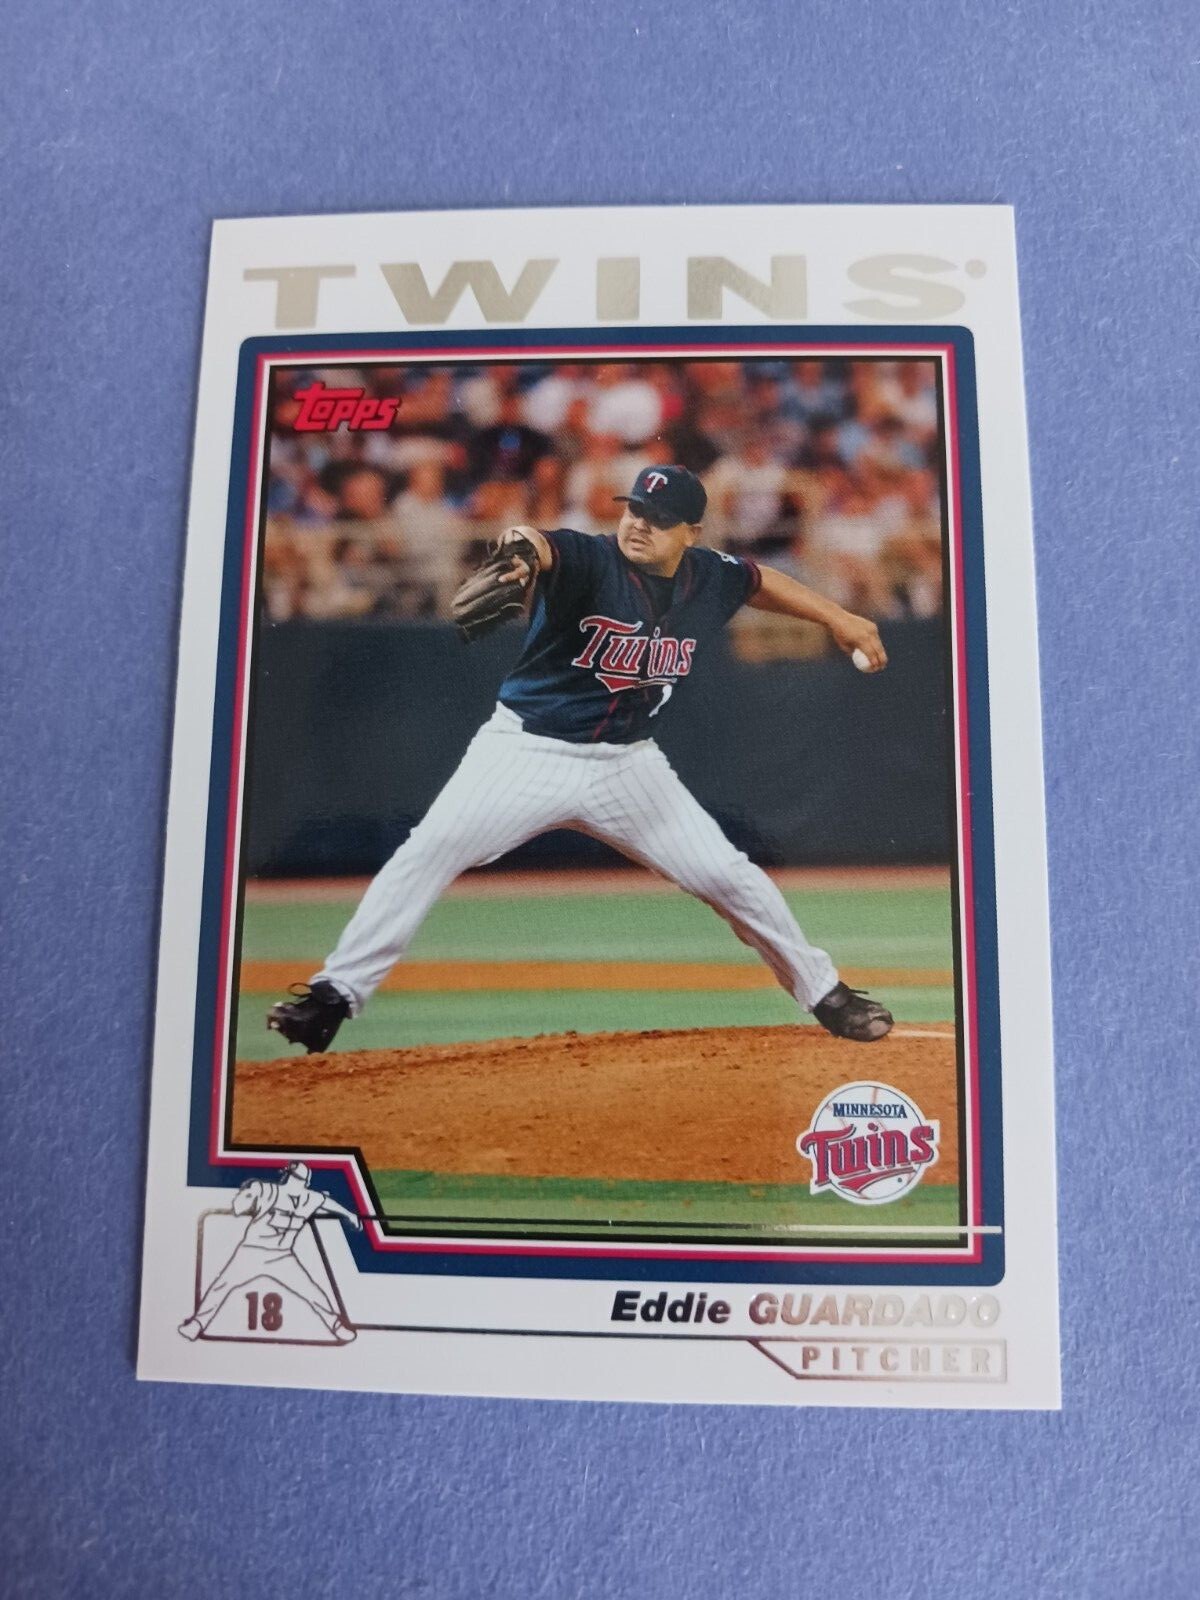 TWINS
Topps
T
Twins
MINNESOTA
Twins
18
Eddie GUARDADO
PITCHER